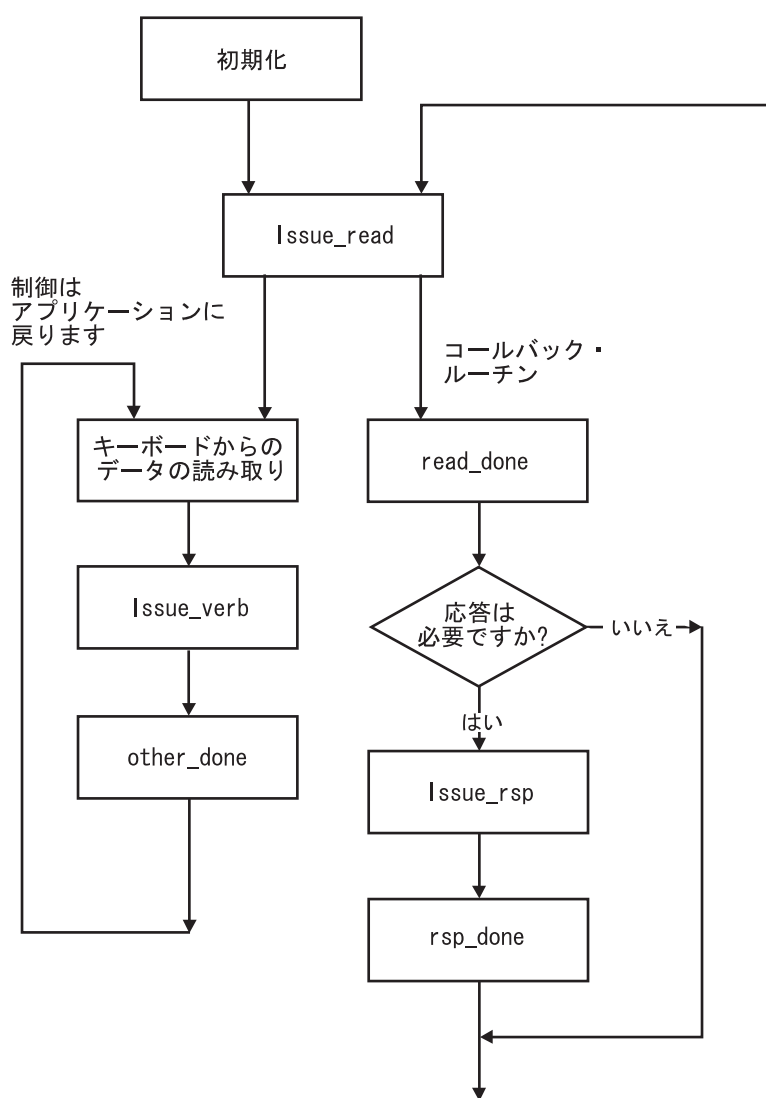 初期化
Issue_read
制御は
アプリケーションに
戻ります
コールバック・
ルーチン
キーボードからの
データの読み取り
read_done
Issue_verb
応答は
必要ですか?
いいえ
はい
other_done
Issue_rsp
rsp_done